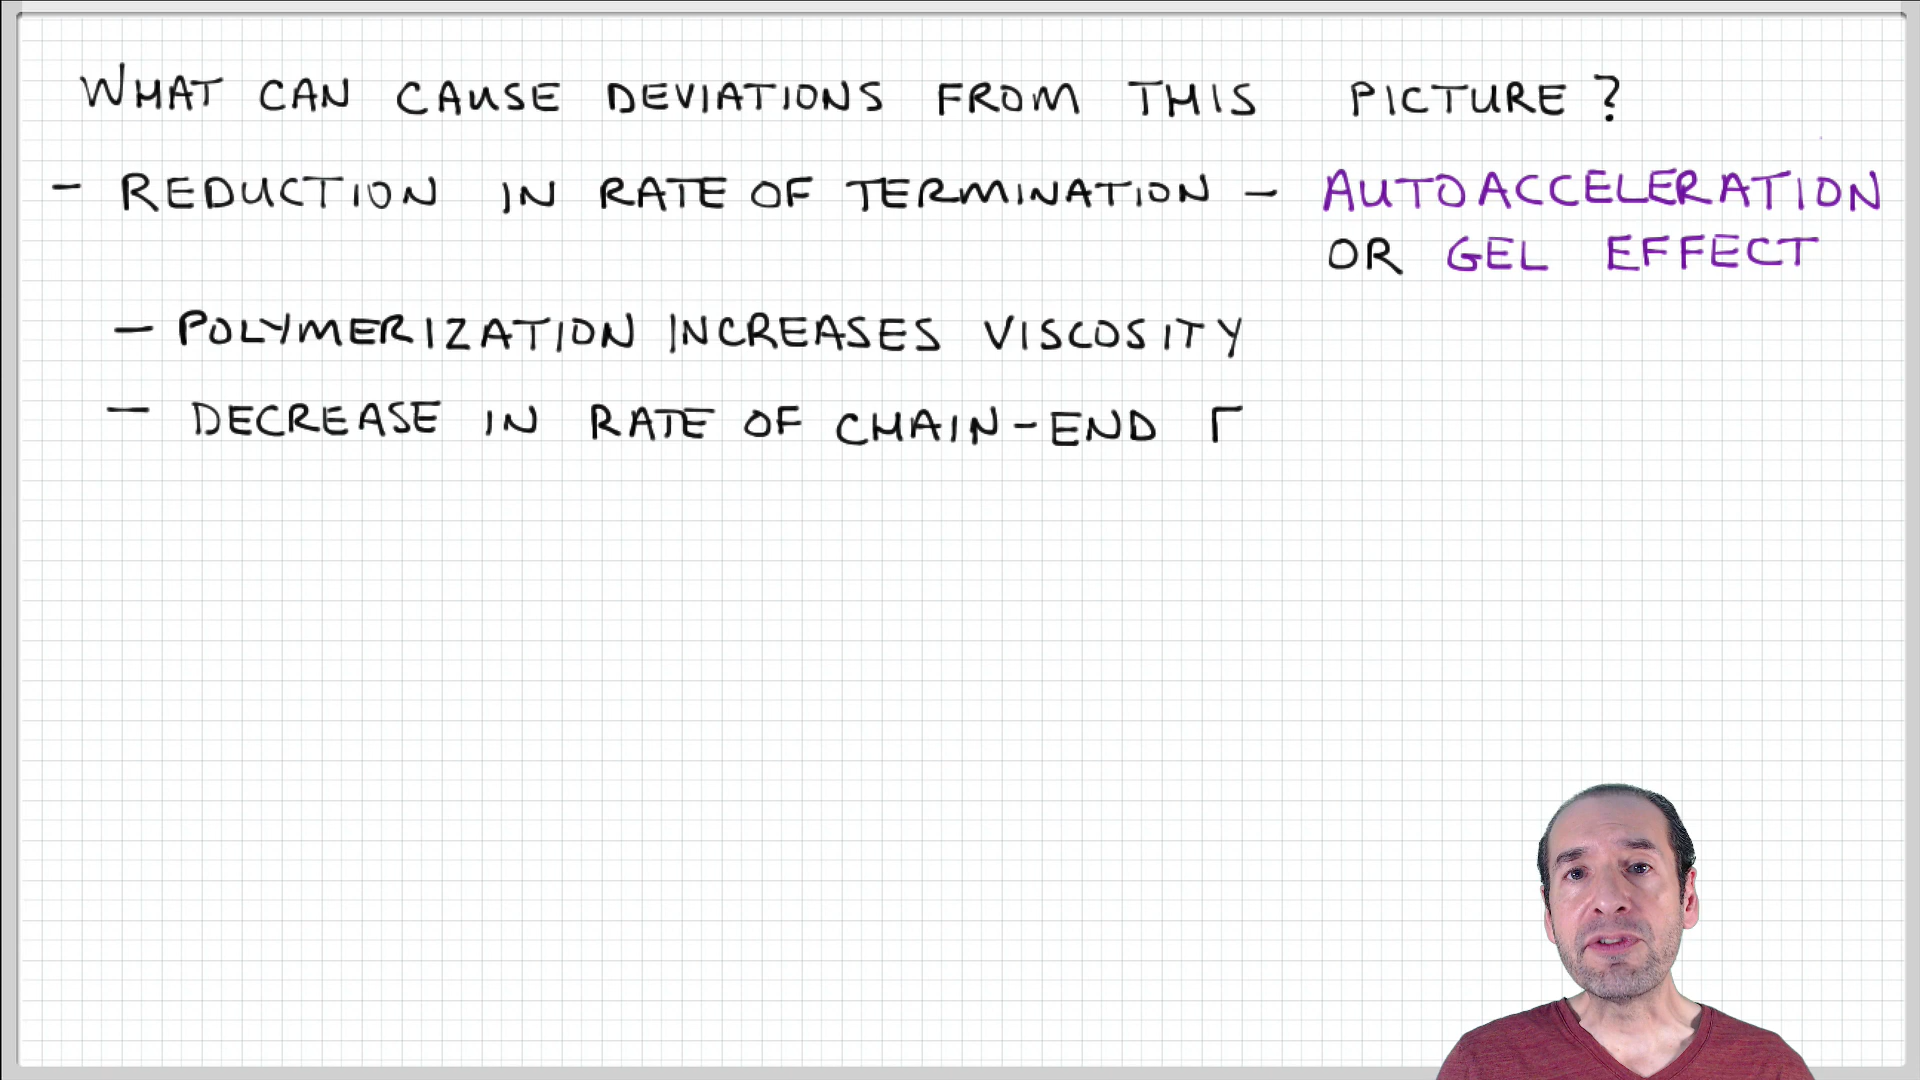 WHAT CAN CAUSE DEVIATIONS FROM THIS PICTURE?
- REDUCTION IN RATE OF TERMINATION - AUTOACCELERATION
OR GEL EFFECT
- POLYMERIZATION INCREASES VISCOSITY
- DECREASE IN RATE OF CHAIN-END